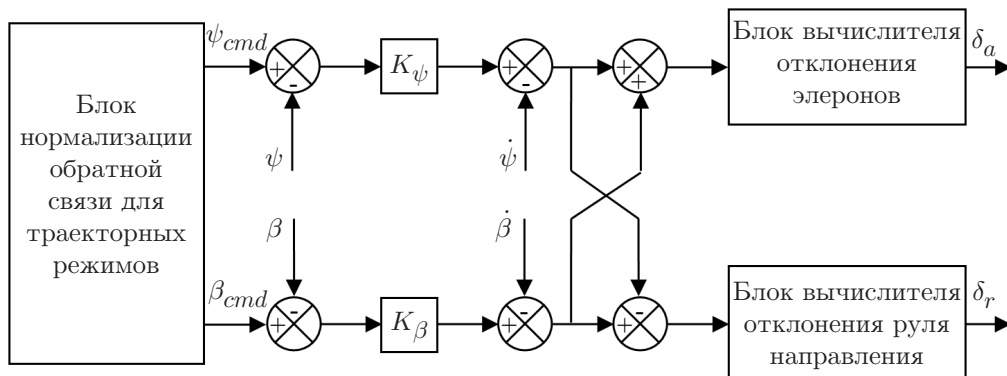 Блок
нормализации
обратной
связи для
траекторных
режимов
ψ_cmd
+
-
ψ
K_ψ
+
-
ψ̇
+
+
Блок вычислителя
отклонения
элеронов
δ_a
β
β̇
β_cmd
-
+
K_β
-
+
-
+
Блок вычислителя
отклонения руля
направления
δ_r